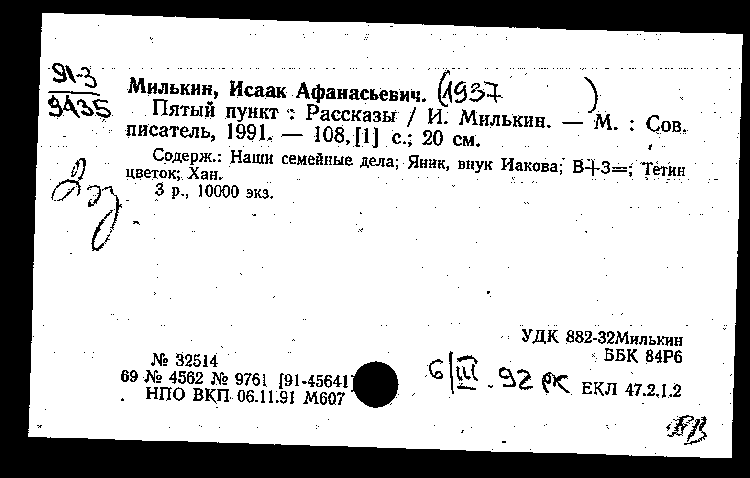 91-3
9435
Милькин, Исаак Афанасьевич. (1937 )
Пятый пункт : Рассказы / И. Милькин. — М. : Сов.
писатель, 1991. — 108, [1] с.; 20 см.
Содерж.: Наши семейные дела; Яник, внук Иакова; В+З=; Тетин
цветок; Хан.
3 р., 10000 экз.
2 эз.
УДК 882-32Милькин
ББК 84Р6
№ 32514
69 № 4562 № 9761 [91-45641]
НПО ВКП 06.11.91 М607
6/III. 92 рк
ЕКЛ 47.2.1.2